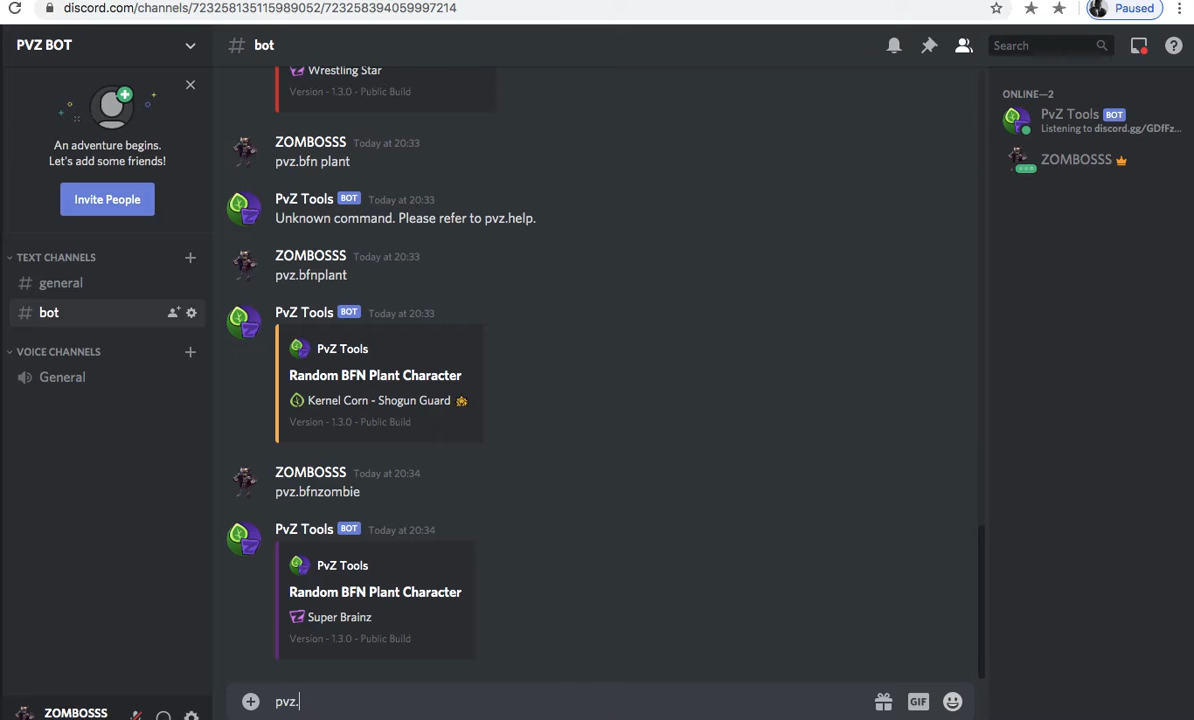 discord.com/channels/723258135115989052/723258394059997214
Paused
PVZ BOT
# bot
Search
An adventure begins.
Let's add some friends!
Invite People
TEXT CHANNELS
# general
# bot
VOICE CHANNELS
General
ZOMBOSSS
Wrestling Star
Version - 1.3.0 - Public Build
ZOMBOSSS Today at 20:33
pvz.bfn plant
PvZ Tools BOT Today at 20:33
Unknown command. Please refer to pvz.help.
ZOMBOSSS Today at 20:33
pvz.bfnplant
PvZ Tools BOT Today at 20:33
PvZ Tools
Random BFN Plant Character
Kernel Corn - Shogun Guard
Version - 1.3.0 - Public Build
ZOMBOSSS Today at 20:34
pvz.bfnzombie
PvZ Tools BOT Today at 20:34
PvZ Tools
Random BFN Plant Character
Super Brainz
Version - 1.3.0 - Public Build
pvz.
GIF
ONLINE—2
PvZ Tools BOT
Listening to discord.gg/GDfFz...
ZOMBOSSS